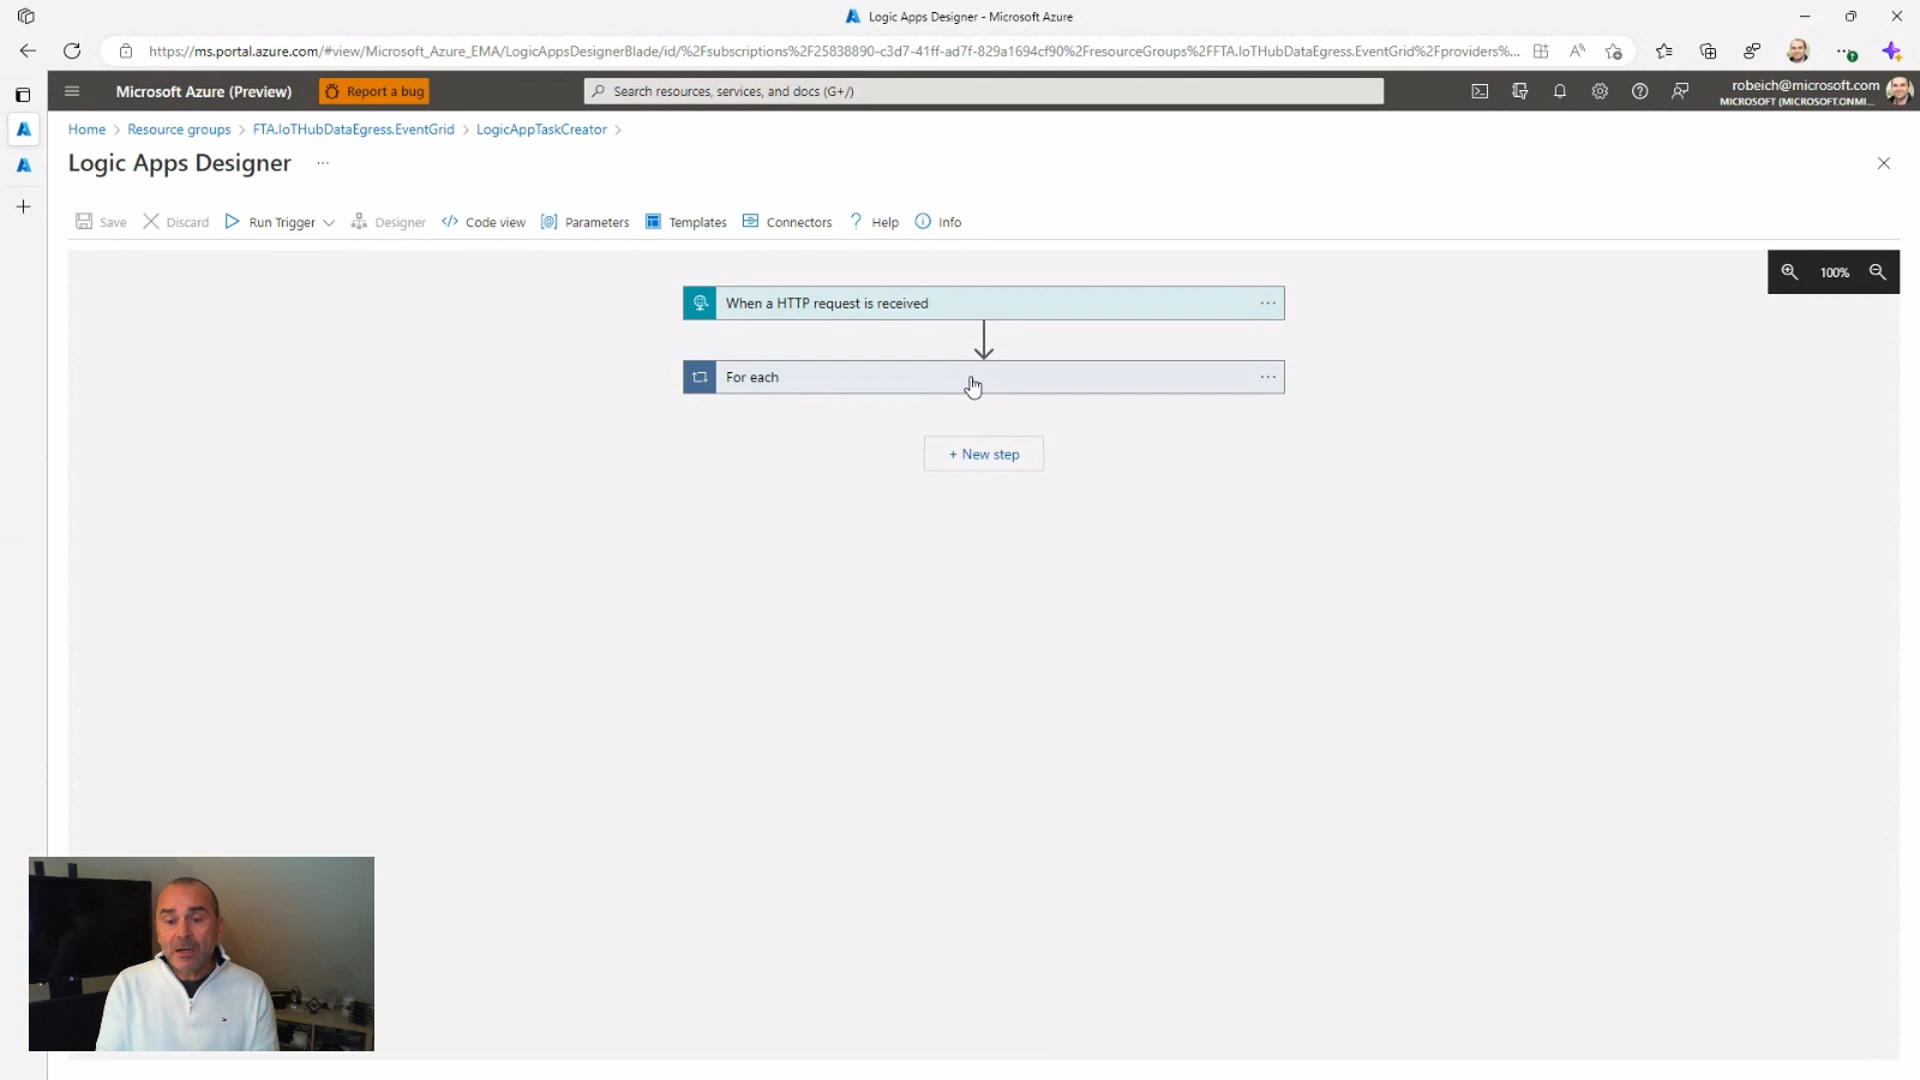 Logic Apps Designer - Microsoft Azure
https://ms.portal.azure.com/#view/Microsoft_Azure_EMA/LogicAppsDesignerBlade/id/%2Fsubscriptions%2F25838890-c3d7-41ff-ad7f-829a1694cf90%2FresourceGroups%2FFTA.IoTHubDataEgress.EventGrid%2Fproviders%...
Microsoft Azure (Preview) Report a bug Search resources, services, and docs (G+/) robeich@microsoft.com
MICROSOFT (MICROSOFT.ONMI...
Home > Resource groups > FTA.IoTHubDataEgress.EventGrid > LogicAppTaskCreator >
Logic Apps Designer ...
Save Discard Run Trigger Designer Code view Parameters Templates Connectors Help Info
100%
When a HTTP request is received ...
For each ...
+ New step